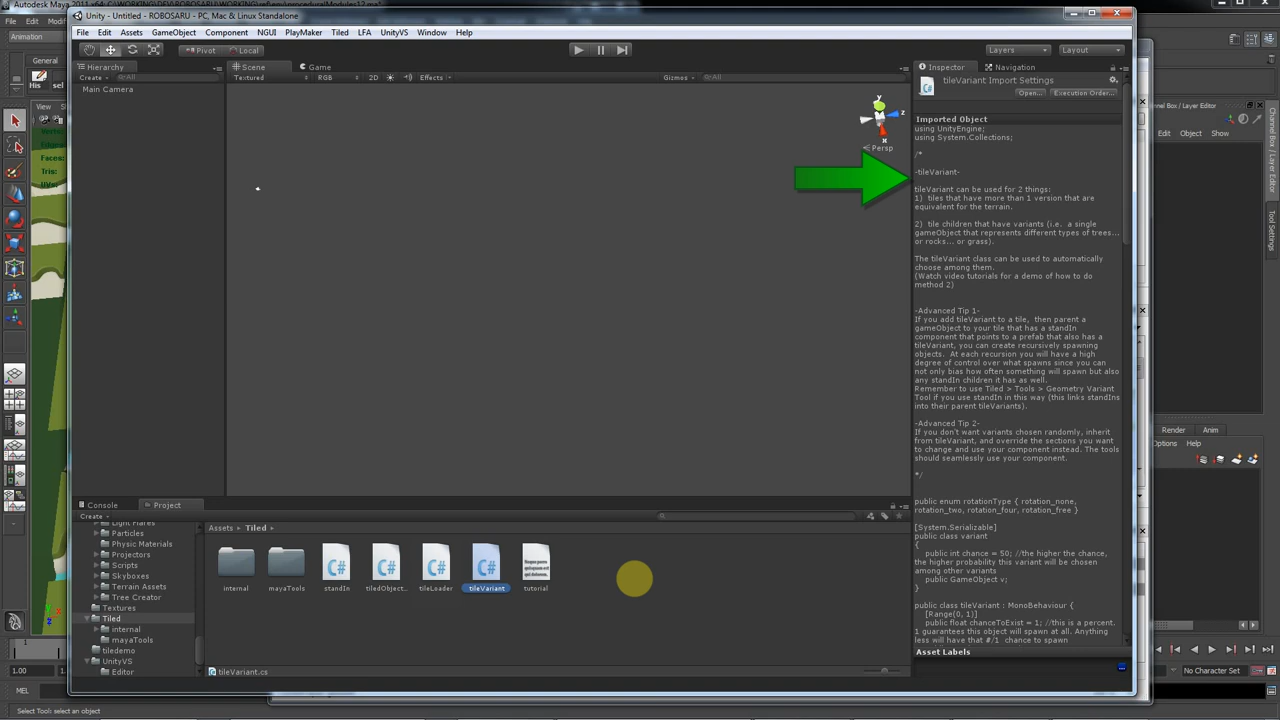 Autodesk Maya 2011 x64
Unity - Untitled - ROBOSARU - PC, Mac & Linux Standalone
File Edit Assets GameObject Component NGUI PlayMaker Tiled LFA UnityVS Window Help
Animation
Pivot Local Layers Layout
General
Hierarchy Scene Game Inspector Navigation
Create All Textured RGB 2D Effects Gizmos All
His sel
Main Camera
tileVariant Import Settings
Open... Execution Order...
View S
Channel Box / Layer Editor
Edit Object Show
Tool Settings
Persp
y
z
x
Imported Object
using UnityEngine;
using System.Collections;
/*
-tileVariant-
tileVariant can be used for 2 things:
1) tiles that have more than 1 version that are
equivalent for the terrain.
2) tile children that have variants (i.e. a single
gameObject that represents different types of trees...
or rocks... or grass).
The tileVariant class can be used to automatically
choose among them.
(Watch video tutorials for a demo of how to do
method 2)
-Advanced Tip 1-
If you add tileVariant to a tile, then parent a
gameObject to your tile that has a standIn
component that points to a prefab that also has a
tileVariant, you can create recursively spawning
objects. At each recursion you will have a high
degree of control over what spawns since you can
not only bias how often something will spawn but also
any standIn children it has as well.
Remember to use Tiled > Tools > Geometry Variant
Tool if you use standIn in this way (this links standIns
into their parent tileVariants).
-Advanced Tip 2-
If you don't want variants chosen randomly, inherit
from tileVariant, and override the sections you want
to change and use your component instead. The tools
should seamlessly use your component.
*/
public enum rotationType { rotation_none,
rotation_two, rotation_four, rotation_free }
[System.Serializable]
public class variant
{
public int chance = 50; //the higher the chance,
the higher probability this variant will be chosen
among other variants
public GameObject v;
}
public class tileVariant : MonoBehaviour {
[Range(0, 1)]
public float chanceToExist = 1; //this is a percent.
1 guarantees this object will spawn at all. Anything
less will have that #/1 chance to spawn
Asset Labels
Render Anim
Options Help
Console Project
Create
Light Flares
Particles
Physic Materials
Projectors
Scripts
Skyboxes
Terrain Assets
Tree Creator
Textures
Tiled
internal
mayaTools
tiledemo
UnityVS
Editor
Assets Tiled
internal mayaTools standIn tiledObject... tileLoader tileVariant tutorial
tileVariant.cs
1.00
No Character Set
MEL
Select Tool: select an object